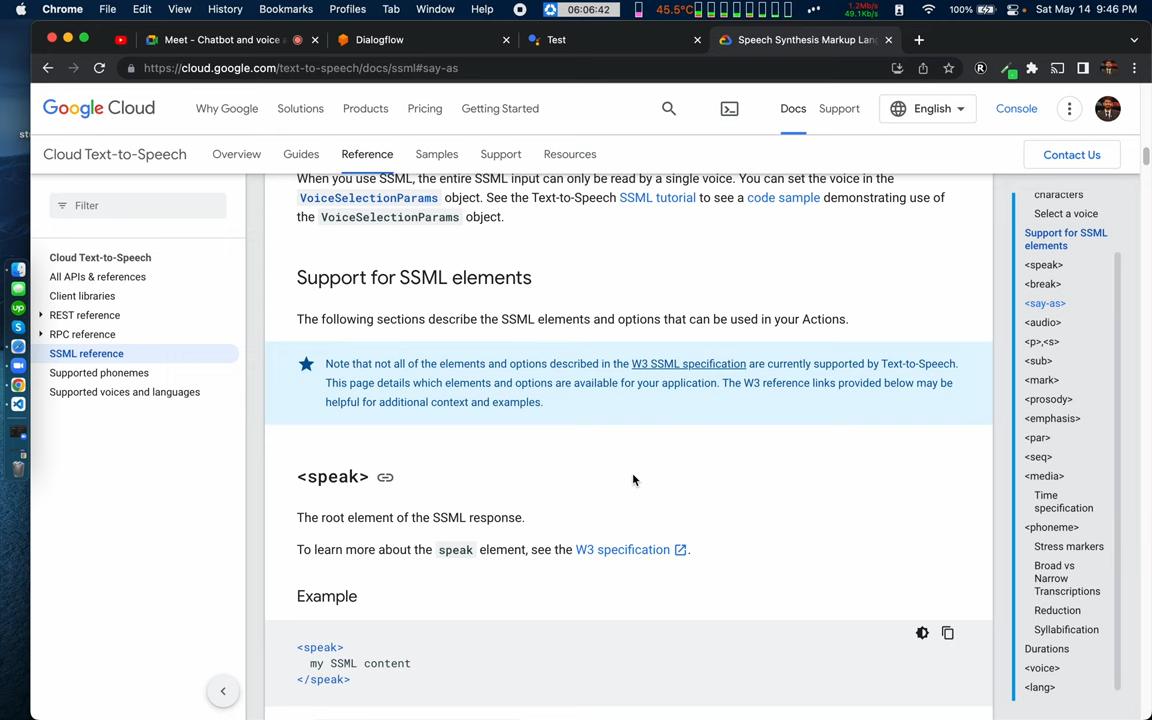 Chrome File Edit View History Bookmarks Profiles Tab Window Help 06:06:42 45.5°C 1.2Mb/s 49.1Kb/s 100% Sat May 14 9:46 PM
Meet - Chatbot and voice a
Dialogflow
Test
Speech Synthesis Markup Lang
https://cloud.google.com/text-to-speech/docs/ssml#say-as
Google Cloud Why Google Solutions Products Pricing Getting Started Docs Support English Console
Cloud Text-to-Speech Overview Guides Reference Samples Support Resources Contact Us
Filter
Cloud Text-to-Speech
All APIs & references
Client libraries
REST reference
RPC reference
SSML reference
Supported phonemes
Supported voices and languages
When you use SSML, the entire SSML input can only be read by a single voice. You can set the voice in the
VoiceSelectionParams object. See the Text-to-Speech SSML tutorial to see a code sample demonstrating use of
the VoiceSelectionParams object.
Support for SSML elements
The following sections describe the SSML elements and options that can be used in your Actions.
Note that not all of the elements and options described in the W3 SSML specification are currently supported by Text-to-Speech.
This page details which elements and options are available for your application. The W3 reference links provided below may be
helpful for additional context and examples.
<speak>
The root element of the SSML response.
To learn more about the speak element, see the W3 specification.
Example
<speak>
my SSML content
</speak>
characters
Select a voice
Support for SSML
elements
<speak>
<break>
<say-as>
<audio>
<p>,<s>
<sub>
<mark>
<prosody>
<emphasis>
<par>
<seq>
<media>
Time
specification
<phoneme>
Stress markers
Broad vs
Narrow
Transcriptions
Reduction
Syllabification
Durations
<voice>
<lang>